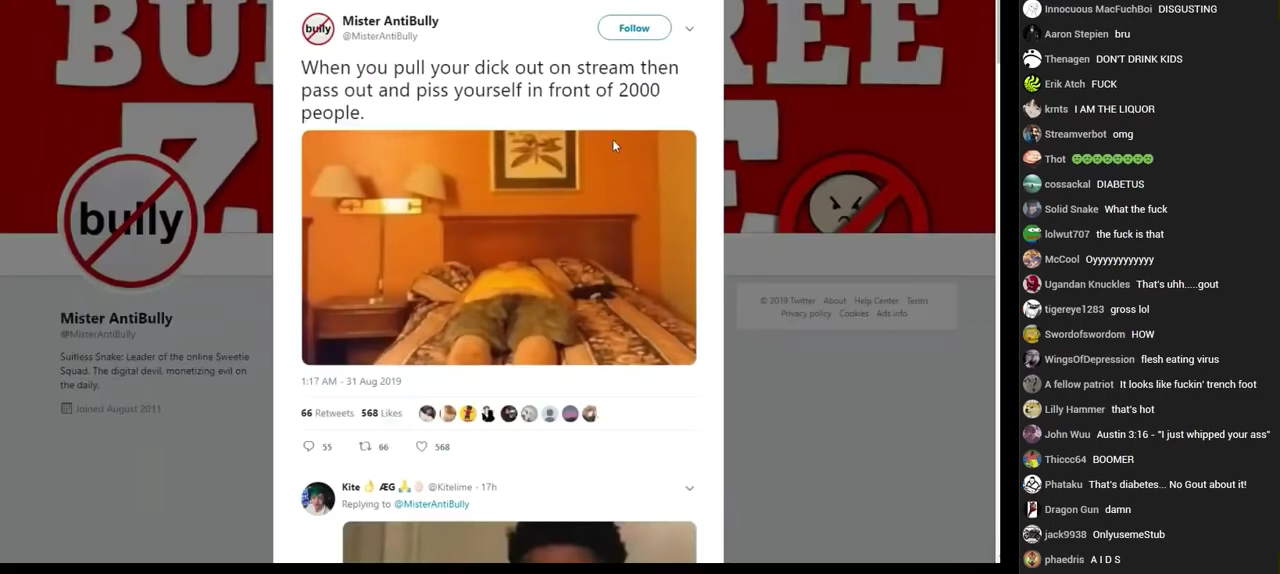 BU
REE
Z
bully
Mister AntiBully
@MisterAntiBully
Follow
When you pull your dick out on stream then
pass out and piss yourself in front of 2000
people.
1:17 AM - 31 Aug 2019
66 Retweets 568 Likes
55 66 568
Kite ÆG @Kitelime · 17h
Replying to @MisterAntiBully
bully
Mister AntiBully
@MisterAntiBully
Suitless Snake: Leader of the online Sweetie
Squad. The digital devil, monetizing evil on
the daily.
Joined August 2011
© 2019 Twitter About Help Center Terms
Privacy policy Cookies Ads info
Innocuous MacFuchBoi DISGUSTING
Aaron Stepien bru
Thenagen DON'T DRINK KIDS
Erik Atch FUCK
krnts I AM THE LIQUOR
Streamverbot omg
Thot
cossackal DIABETUS
Solid Snake What the fuck
lolwut707 the fuck is that
McCool Oyyyyyyyyyyy
Ugandan Knuckles That's uhh.....gout
tigereye1283 gross lol
Swordofswordom HOW
WingsOfDepression flesh eating virus
A fellow patriot It looks like fuckin' trench foot
Lilly Hammer that's hot
John Wuu Austin 3:16 - "I just whipped your ass"
Thiccc64 BOOMER
Phataku That's diabetes... No Gout about it!
Dragon Gun damn
jack9938 OnlyusemeStub
phaedris A I D S